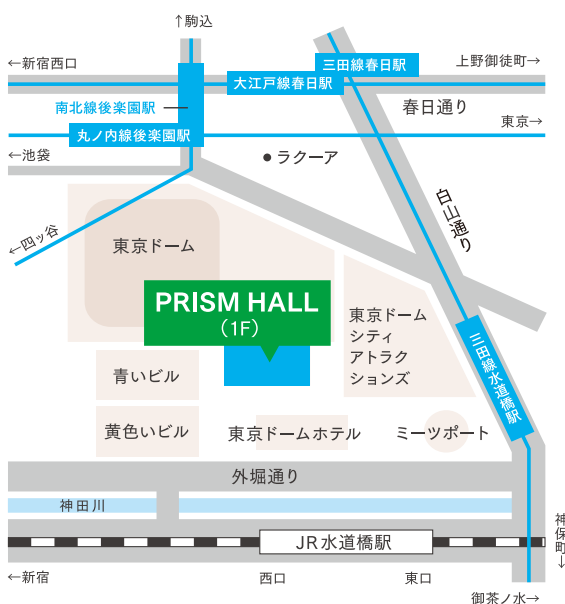 ↑駒込
←新宿西口
三田線春日駅
上野御徒町→
大江戸線春日駅
南北線後楽園駅
春日通り
東京→
丸ノ内線後楽園駅
←池袋
●ラクーア
白山通り
←四ッ谷
東京ドーム
PRISM HALL
(1F)
東京ドーム
シティ
アトラク
ションズ
三田線水道橋駅
青いビル
黄色いビル
東京ドームホテル
ミーツポート
外堀通り
神田川
神保町→
JR水道橋駅
←新宿
西口
東口
御茶ノ水→